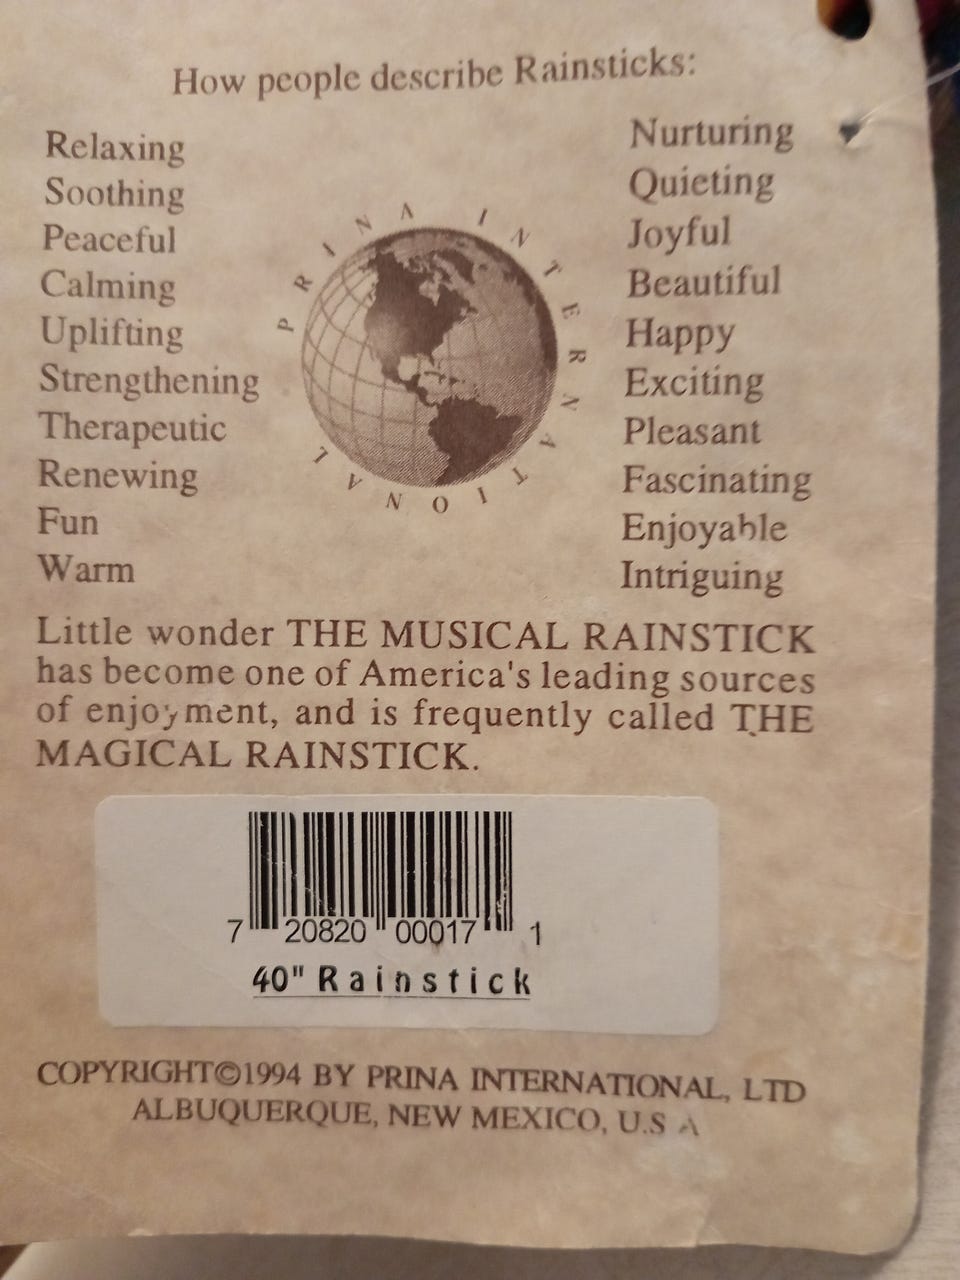 How people describe Rainsticks:
Relaxing
Soothing
Peaceful
Calming
Uplifting
Strengthening
Therapeutic
Renewing
Fun
Warm
PRINA INTERNATIONAL
Nurturing
Quieting
Joyful
Beautiful
Happy
Exciting
Pleasant
Fascinating
Enjoyable
Intriguing
Little wonder THE MUSICAL RAINSTICK
has become one of America's leading sources
of enjoyment, and is frequently called THE
MAGICAL RAINSTICK.
7 20820 00017 1
40" Rainstick
COPYRIGHT©1994 BY PRINA INTERNATIONAL, LTD
ALBUQUERQUE, NEW MEXICO, U.S A